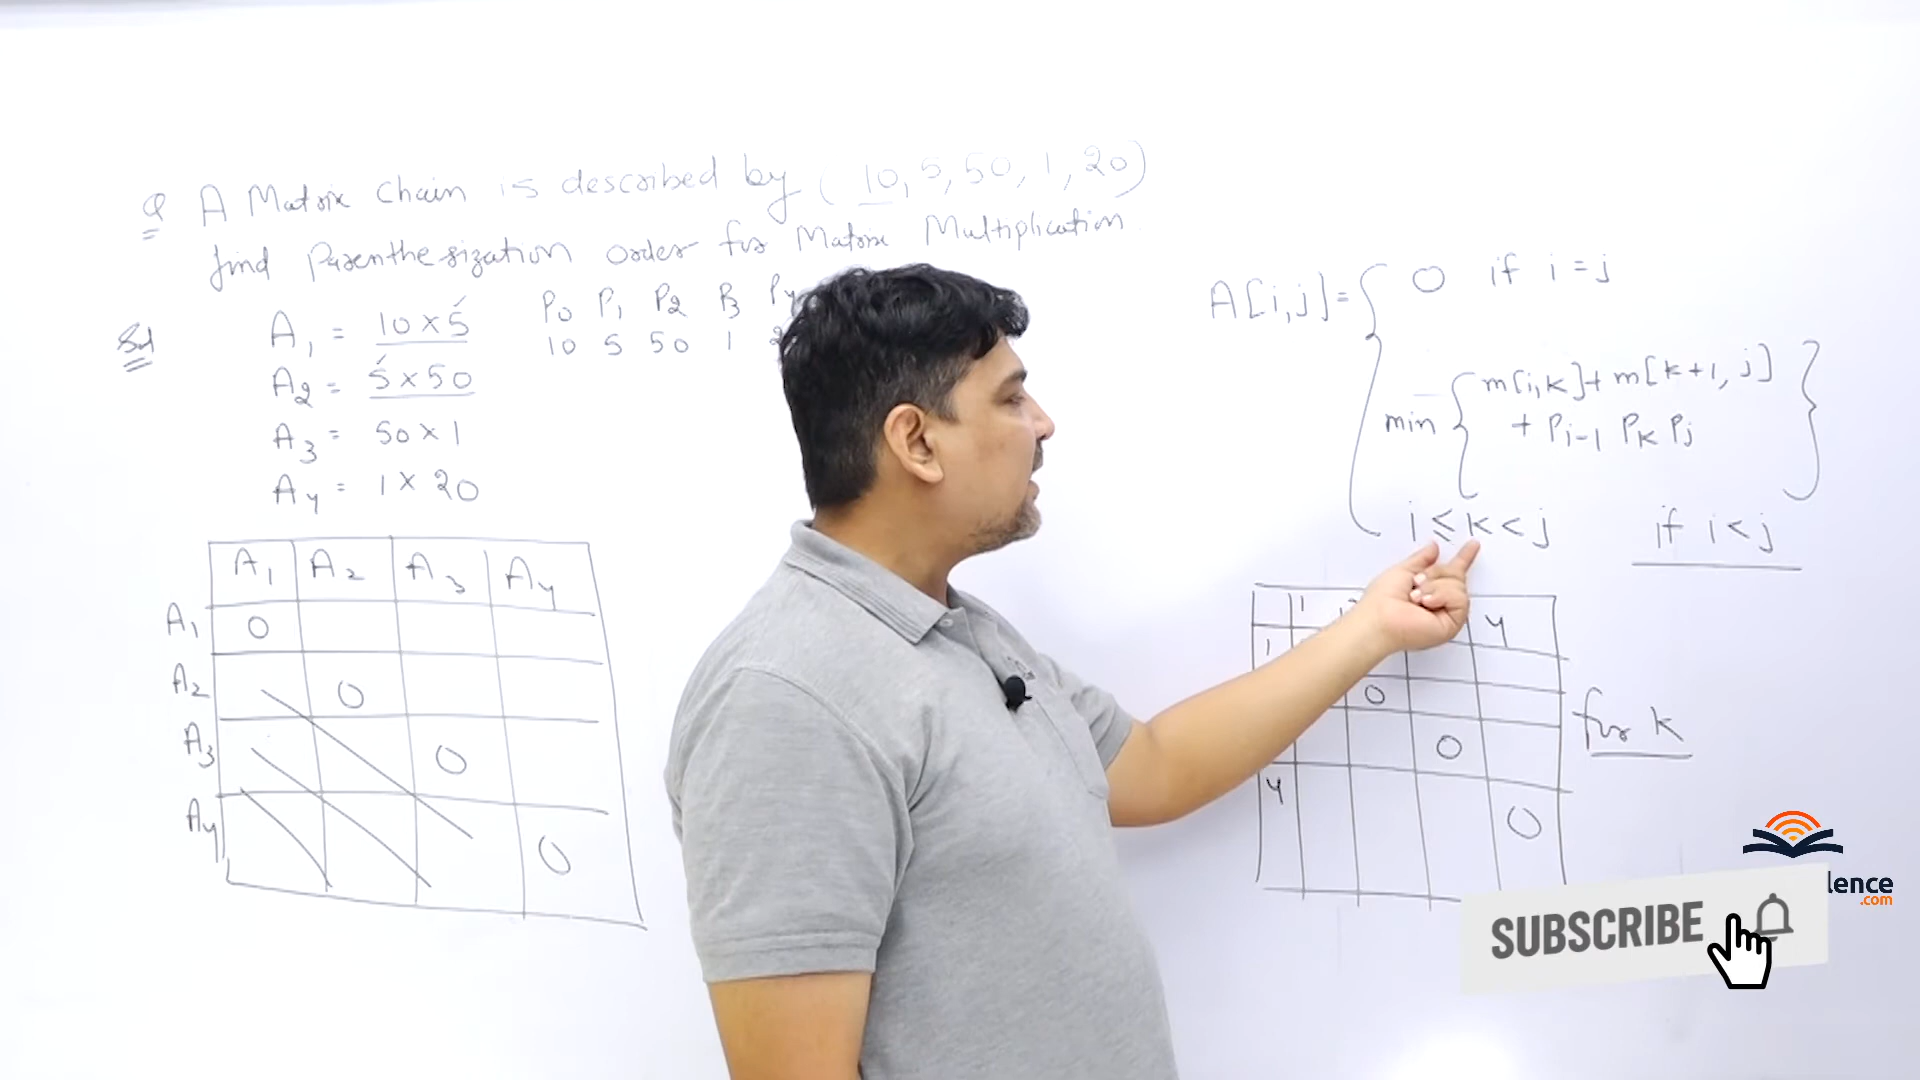 Q A Matrix Chain is described by (10, 5, 50, 1, 20)
find Parenthesization Order for Matrix Multiplication.
Sol
A1 = 10 x 5
A2 = 5 x 50
A3 = 50 x 1
A4 = 1 x 20
P0 P1 P2 P3 P4
10 5 50 1
A1 A2 A3 A4
A1 0
A2 0
A3 0
A4 0
A[i,j] = 0 if i = j
min { m[i,k] + m[k+1, j]
+ Pi-1 Pk Pj }
i ≤ k < j if i < j
1 4
1
0
0
4 0
for k
lence
.com
SUBSCRIBE